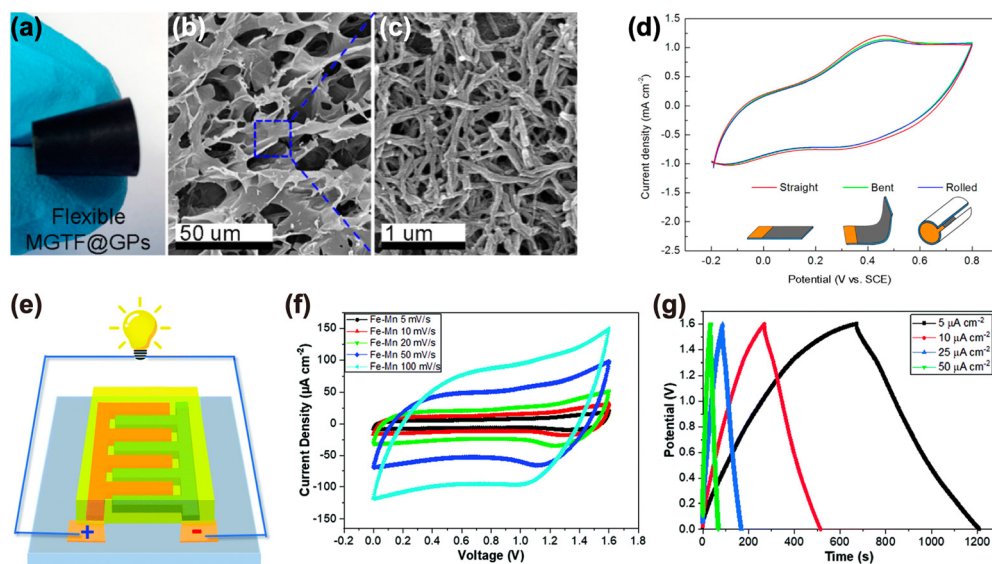 (a)
Flexible
MGTF@GPs
(b)
50 um
(c)
1 um
(d)
Current density (mA cm⁻²)
1.5
1.0
0.5
0.0
-0.5
-1.0
-1.5
-2.0
-2.5
Straight
Bent
Rolled
-0.2
0.0
0.2
0.4
0.6
0.8
Potential (V vs. SCE)
(e)
+
-
(f)
Current Density (µA cm⁻²)
150
100
50
0
-50
-100
-150
Fe-Mn 5 mV/s
Fe-Mn 10 mV/s
Fe-Mn 20 mV/s
Fe-Mn 50 mV/s
Fe-Mn 100 mV/s
0.0 0.2 0.4 0.6 0.8 1.0 1.2 1.4 1.6 1.8
Voltage (V)
(g)
Potential (V)
1.6
1.4
1.2
1.0
0.8
0.6
0.4
0.2
0.0
5 µA cm⁻²
10 µA cm⁻²
25 µA cm⁻²
50 µA cm⁻²
0 200 400 600 800 1000 1200
Time (s)